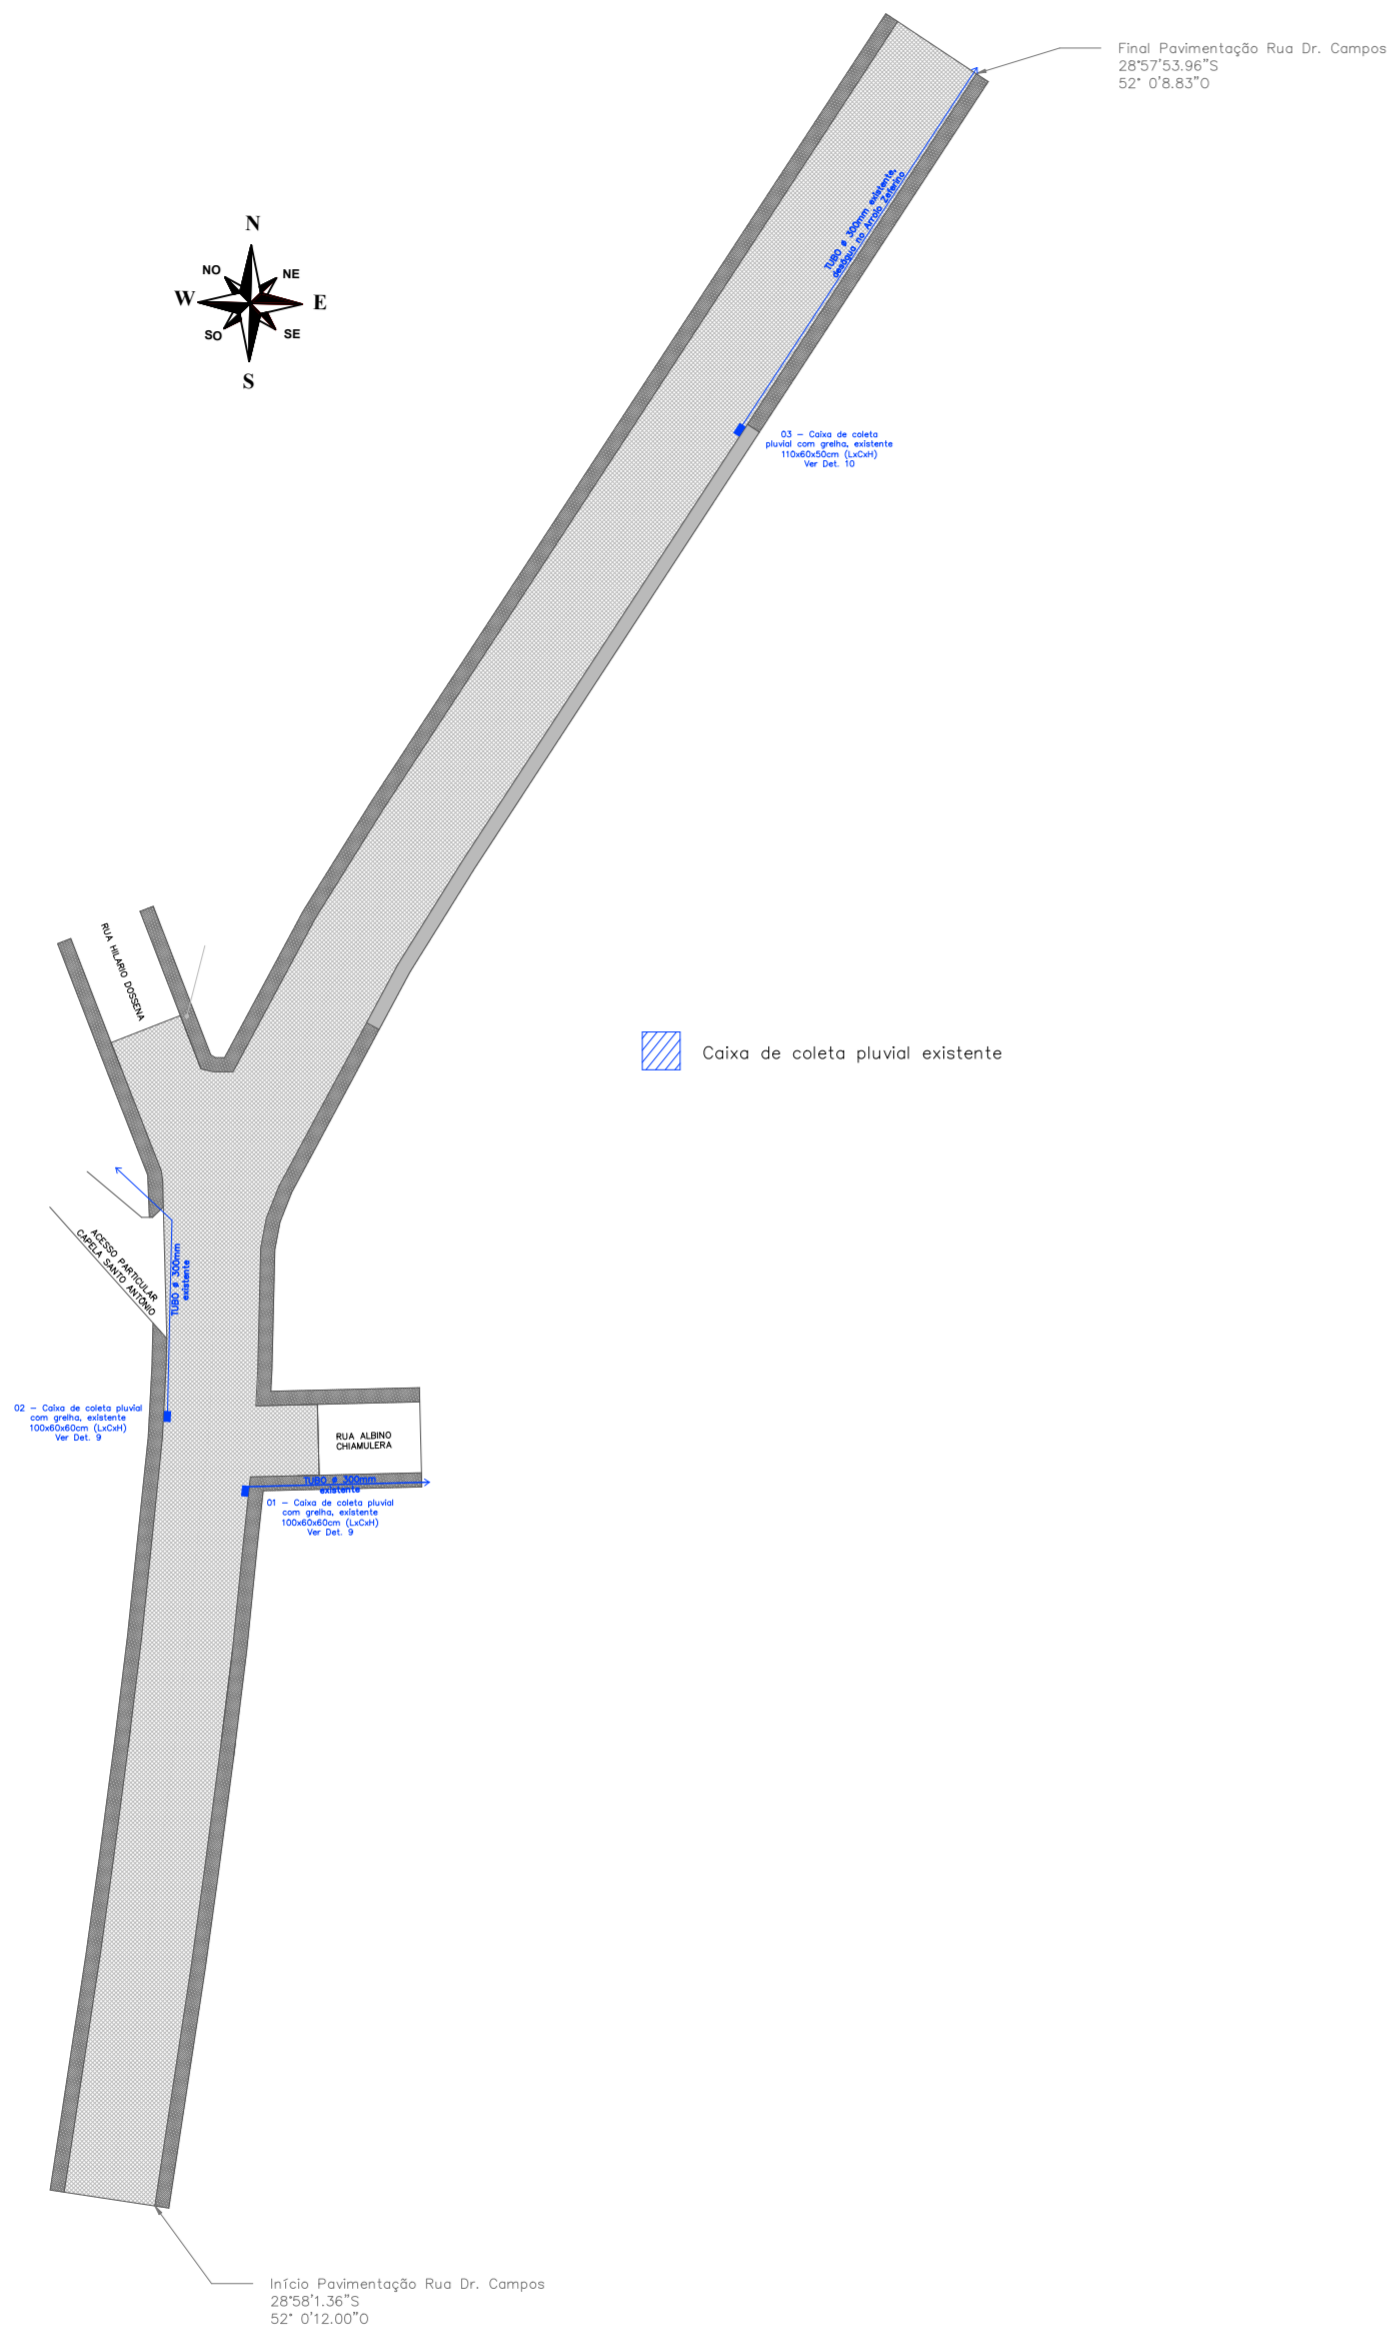 Final Pavimentação Rua Dr. Campos
28°57'53.96"S
52° 0'8.83"O
TUBO ø 300mm existente,
deságua no Arroio Zeferino
N
NO
NE
W
E
SO
SE
S
03 - Caixa de coleta
pluvial com grelha, existente
110x60x50cm (LxCxH)
Ver Det. 10
RUA HILARIO DOSSENA
Caixa de coleta pluvial existente
ACESSO PARTICULAR
CAPELA SANTO ANTÔNIO
TUBO ø 300mm
existente
02 - Caixa de coleta pluvial
com grelha, existente
100x60x60cm (LxCxH)
Ver Det. 9
RUA ALBINO
CHIAMULERA
TUBO ø 300mm
existente
01 - Caixa de coleta pluvial
com grelha, existente
100x60x60cm (LxCxH)
Ver Det. 9
Início Pavimentação Rua Dr. Campos
28°58'1.36"S
52° 0'12.00"O